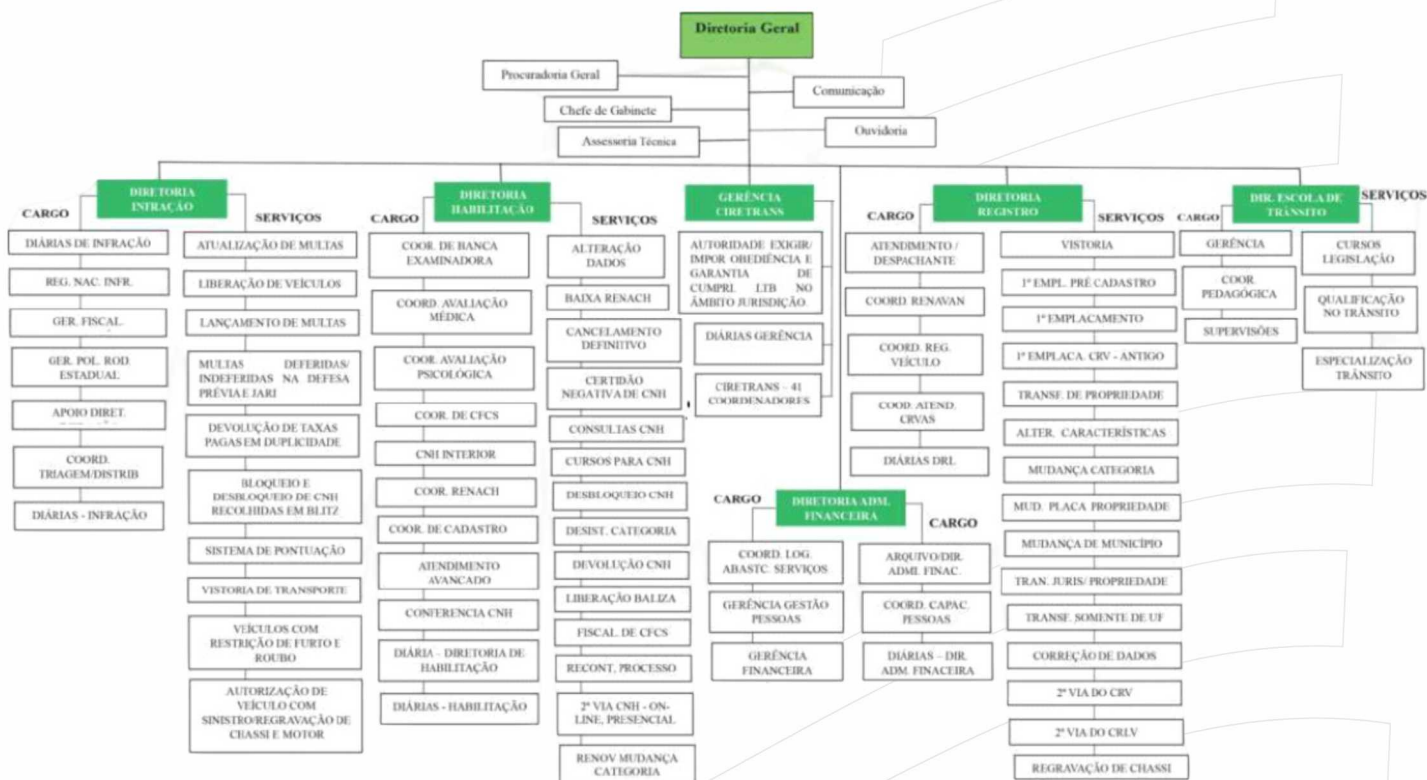 Diretoria Geral
Procuradoria Geral
Comunicação
Chefe de Gabinete
Ouvidoria
Assessoria Técnica
DIRETORIA
INFRAÇÃO
CARGO
SERVIÇOS
DIÁRIAS DE INFRAÇÃO
REG. NAC. INFR.
GER. FISCAL.
GER. POL. ROD.
ESTADUAL
APOIO DIRET.
COORD.
TRIAGEM/DISTRIB
DIÁRIAS - INFRAÇÃO
ATUALIZAÇÃO DE MULTAS
LIBERAÇÃO DE VEÍCULOS
LANÇAMENTO DE MULTAS
MULTAS DEFERIDAS/
INDEFERIDAS NA DEFESA
PRÉVIA E JARI
DEVOLUÇÃO DE TAXAS
PAGAS EM DUPLICIDADE
BLOQUEIO E
DESBLOQUEIO DE CNH
RECOLHIDAS EM BLITZ
SISTEMA DE PONTUAÇÃO
VISTORIA DE TRANSPORTE
VEÍCULOS COM
RESTRIÇÃO DE FURTO E
ROUBO
AUTORIZAÇÃO DE
VEÍCULO COM
SINISTRO/REGRAVAÇÃO DE
CHASSI E MOTOR
DIRETORIA
HABILITAÇÃO
CARGO
SERVIÇOS
COOR. DE BANCA
EXAMINADORA
COORD. AVALIAÇÃO
MÉDICA
COOR. AVALIAÇÃO
PSICOLÓGICA
COOR. DE CFCS
CNH INTERIOR
COOR. RENACH
COOR. DE CADASTRO
ATENDIMENTO
AVANCADO
CONFERENCIA CNH
DIÁRIA – DIRETORIA DE
HABILITAÇÃO
DIÁRIAS - HABILITAÇÃO
ALTERAÇÃO
DADOS
BAIXA RENACH
CANCELAMENTO
DEFINITIVO
CERTIDÃO
NEGATIVA DE CNH
CONSULTAS CNH
CURSOS PARA CNH
DESBLOQUEIO CNH
DESIST. CATEGORIA
DEVOLUÇÃO CNH
LIBERAÇÃO BALIZA
FISCAL. DE CFCS
RECONT. PROCESSO
2ª VIA CNH - ON-
LINE, PRESENCIAL
RENOV MUDANÇA
CATEGORIA
GERÊNCIA
CIRETRANS
AUTORIDADE EXIGIR/
IMPOR OBEDIÊNCIA E
GARANTIA DE
CUMPRI. LTB NO
ÂMBITO JURISDIÇÃO.
DIÁRIAS GERÊNCIA
CIRETRANS – 41
COORDENADORES
DIRETORIA ADM.
FINANCEIRA
CARGO
CARGO
COORD. LOG.
ABASTC. SERVIÇOS
GERÊNCIA GESTÃO
PESSOAS
GERÊNCIA
FINANCEIRA
ARQUIVO/DIR.
ADMI. FINAC.
COORD. CAPAC.
PESSOAS
DIÁRIAS – DIR.
ADM. FINACEIRA
DIRETORIA
REGISTRO
CARGO
SERVIÇOS
ATENDIMENTO /
DESPACHANTE
COORD. RENAVAN
COORD. REG.
VEÍCULO
COOD. ATEND.
CRVAS
DIÁRIAS DRL
VISTORIA
1º EMPL. PRÉ CADASTRO
1º EMPLACAMENTO
1º EMPLACA. CRV - ANTIGO
TRANSF. DE PROPRIEDADE
ALTER. CARACTERÍSTICAS
MUDANÇA CATEGORIA
MUD. PLACA PROPRIEDADE
MUDANÇA DE MUNICÍPIO
TRAN. JURIS/ PROPRIEDADE
TRANSF. SOMENTE DE UF
CORREÇÃO DE DADOS
2ª VIA DO CRV
2ª VIA DO CRLV
REGRAVAÇÃO DE CHASSI
DIR. ESCOLA DE
TRÂNSITO
CARGO
SERVIÇOS
GERÊNCIA
COOR.
PEDAGÓGICA
SUPERVISÕES
CURSOS
LEGISLAÇÃO
QUALIFICAÇÃO
NO TRÂNSITO
ESPECIALIZAÇÃO
TRÂNSITO